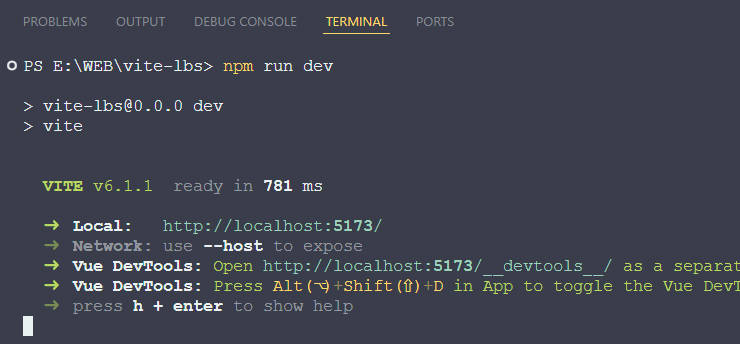 PROBLEMS OUTPUT DEBUG CONSOLE TERMINAL PORTS
PS E:\WEB\vite-lbs> npm run dev
> vite-lbs@0.0.0 dev
> vite
VITE v6.1.1 ready in 781 ms
➜ Local: http://localhost:5173/
➜ Network: use --host to expose
➜ Vue DevTools: Open http://localhost:5173/__devtools__/ as a separat
➜ Vue DevTools: Press Alt(⌥)+Shift(⇧)+D in App to toggle the Vue DevT
➜ press h + enter to show help